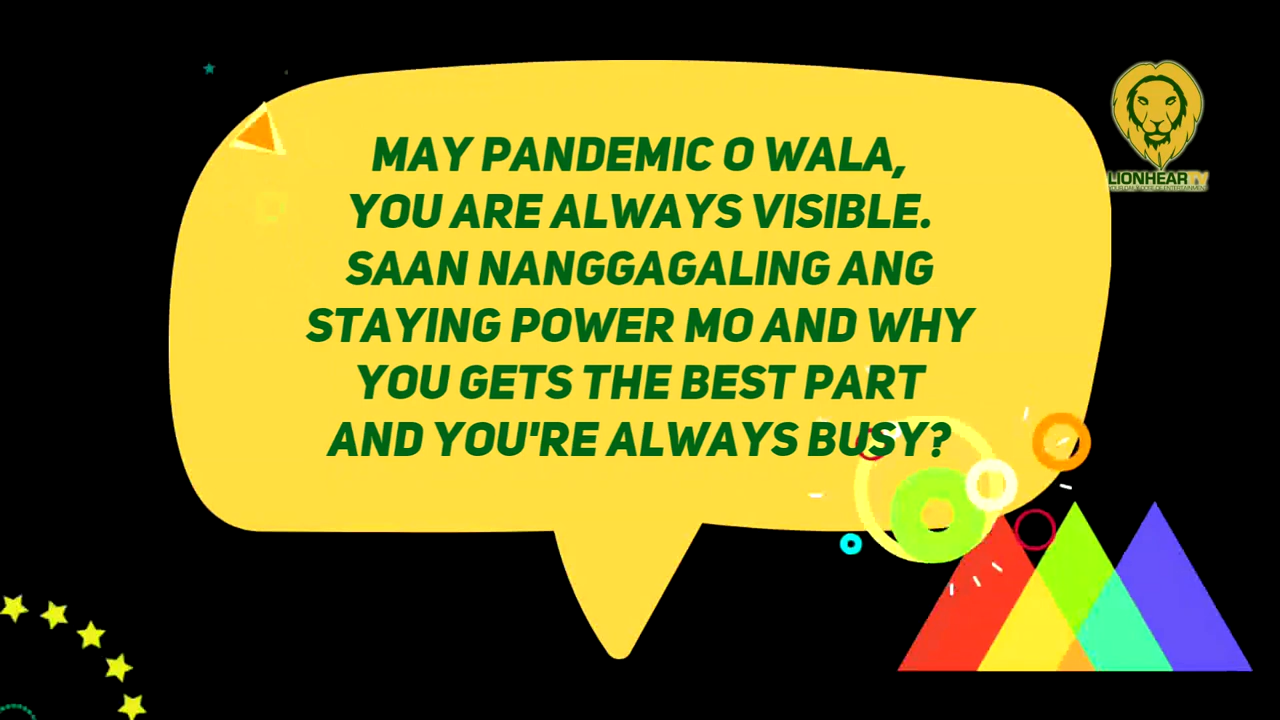 MAY PANDEMIC O WALA,
YOU ARE ALWAYS VISIBLE.
SAAN NANGGAGALING ANG
STAYING POWER MO AND WHY
YOU GETS THE BEST PART
AND YOU'RE ALWAYS BUSY?
LIONHEARTV